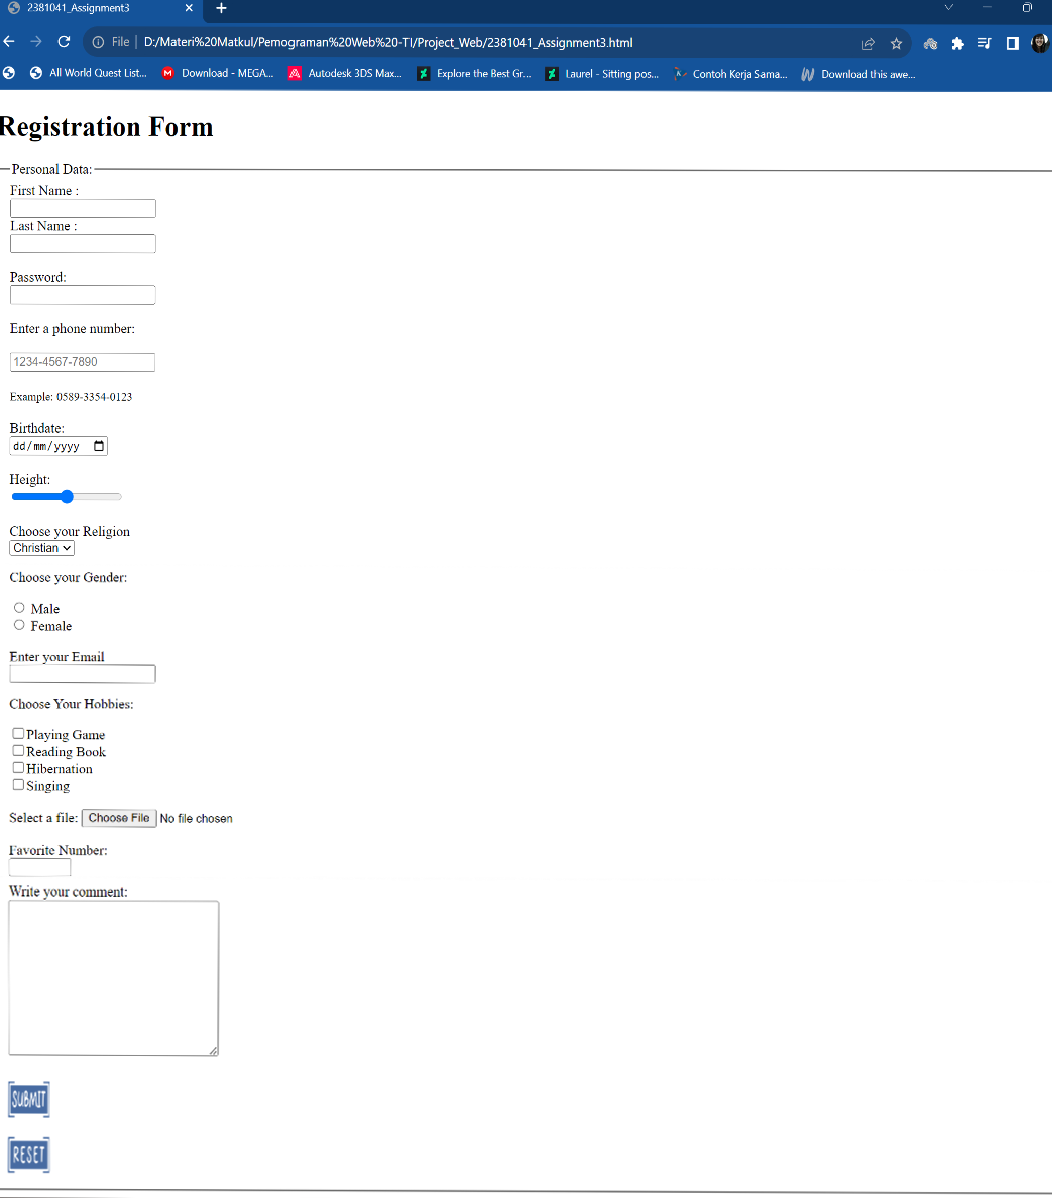 2381041_Assignment3
File D:/Materi%20Matkul/Pemograman%20Web%20-TI/Project_Web/2381041_Assignment3.html
All World Quest List... Download - MEGA... Autodesk 3DS Max... Explore the Best Gr... Laurel - Sitting pos... Contoh Kerja Sama... Download this awe...
Registration Form
Personal Data:
First Name :
Last Name :
Password:
Enter a phone number:
1234-4567-7890
Example: 0589-3354-0123
Birthdate:
dd/mm/yyyy
Height:
Choose your Religion
Christian
Choose your Gender:
Male
Female
Enter your Email
Choose Your Hobbies:
Playing Game
Reading Book
Hibernation
Singing
Select a file: Choose File No file chosen
Favorite Number:
Write your comment:
SUBMIT
RESET